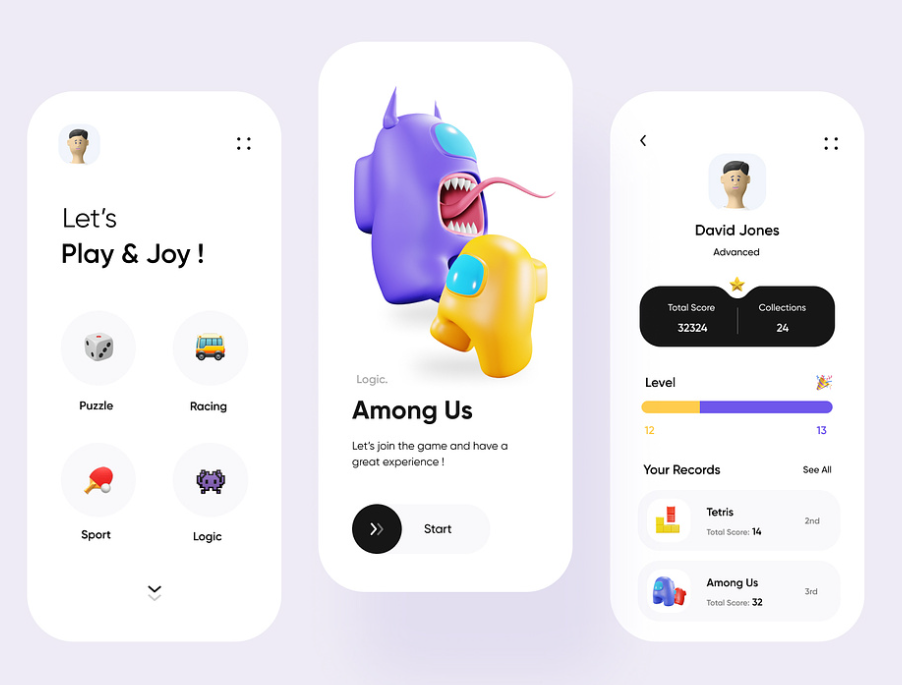 Let's
Play & Joy !
Puzzle
Racing
Sport
Logic
Logic.
Among Us
Let's join the game and have a
great experience !
Start
David Jones
Advanced
Total Score
Collections
32324
24
Level
12
13
Your Records
See All
Tetris
Total Score: 14
2nd
Among Us
Total Score: 32
3rd